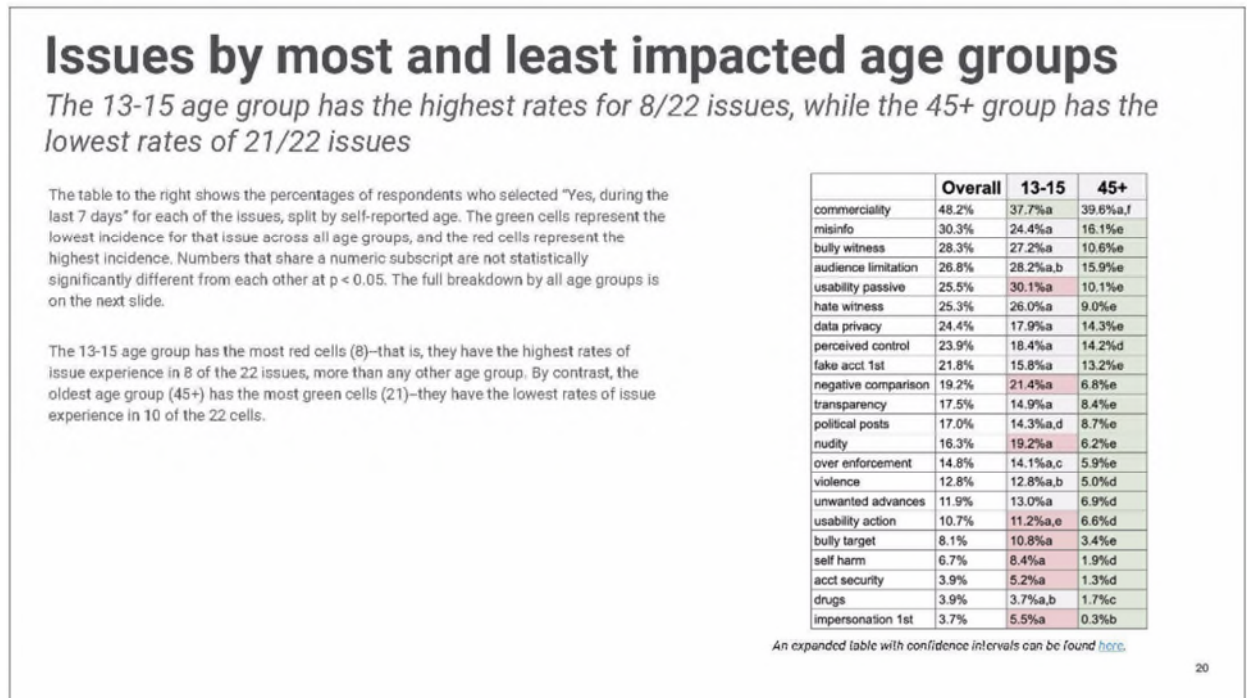 Issues by most and least impacted age groups
The 13-15 age group has the highest rates for 8/22 issues, while the 45+ group has the
lowest rates of 21/22 issues
The table to the right shows the percentages of respondents who selected "Yes, during the
last 7 days" for each of the issues, split by self-reported age. The green cells represent the
lowest incidence for that issue across all age groups, and the red cells represent the
highest incidence. Numbers that share a numeric subscript are not statistically
significantly different from each other at p < 0.05. The full breakdown by all age groups is
on the next slide.
The 13-15 age group has the most red cells (8)--that is, they have the highest rates of
issue experience in 8 of the 22 issues, more than any other age group. By contrast, the
oldest age group (45+) has the most green cells (21)--they have the lowest rates of issue
experience in 10 of the 22 cells.
Overall 13-15 45+
commerciality 48.2% 37.7%a 39.6%a,f
misinfo 30.3% 24.4%a 16.1%e
bully witness 28.3% 27.2%a 10.6%e
audience limitation 26.8% 28.2%a,b 15.9%e
usability passive 25.5% 30.1%a 10.1%e
hate witness 25.3% 26.0%a 9.0%e
data privacy 24.4% 17.9%a 14.3%e
perceived control 23.9% 18.4%a 14.2%d
fake acct 1st 21.8% 15.8%a 13.2%e
negative comparison 19.2% 21.4%a 6.8%e
transparency 17.5% 14.9%a 8.4%e
political posts 17.0% 14.3%a,d 8.7%e
nudity 16.3% 19.2%a 6.2%e
over enforcement 14.8% 14.1%a,c 5.9%e
violence 12.8% 12.8%a,b 5.0%d
unwanted advances 11.9% 13.0%a 6.9%d
usability action 10.7% 11.2%a,e 6.6%d
bully target 8.1% 10.8%a 3.4%e
self harm 6.7% 8.4%a 1.9%d
acct security 3.9% 5.2%a 1.3%d
drugs 3.9% 3.7%a,b 1.7%c
impersonation 1st 3.7% 5.5%a 0.3%b
An expanded table with confidence intervals can be found here.
20